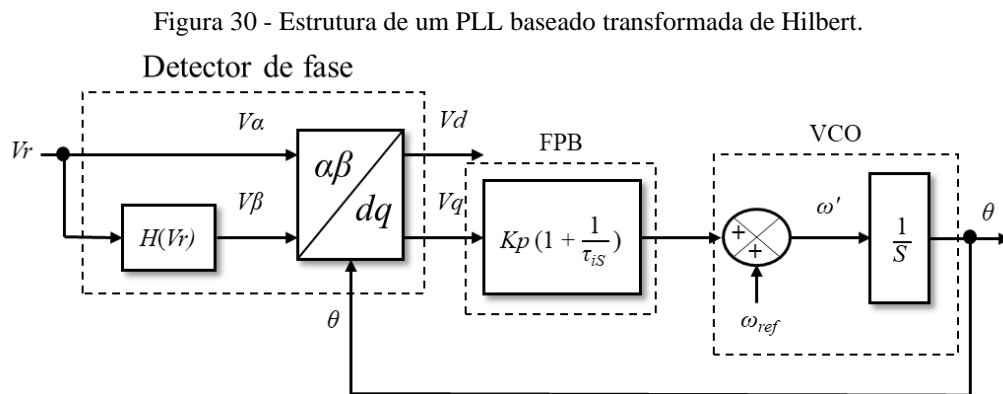 Figura 30 - Estrutura de um PLL baseado transformada de Hilbert.
Detector de fase
Vr
Vα
Vβ
H(Vr)
αβ
dq
Vd
Vq
FPB
Kp (1 + 1/τiS)
VCO
+
+
ω'
ωref
1/S
θ
θ